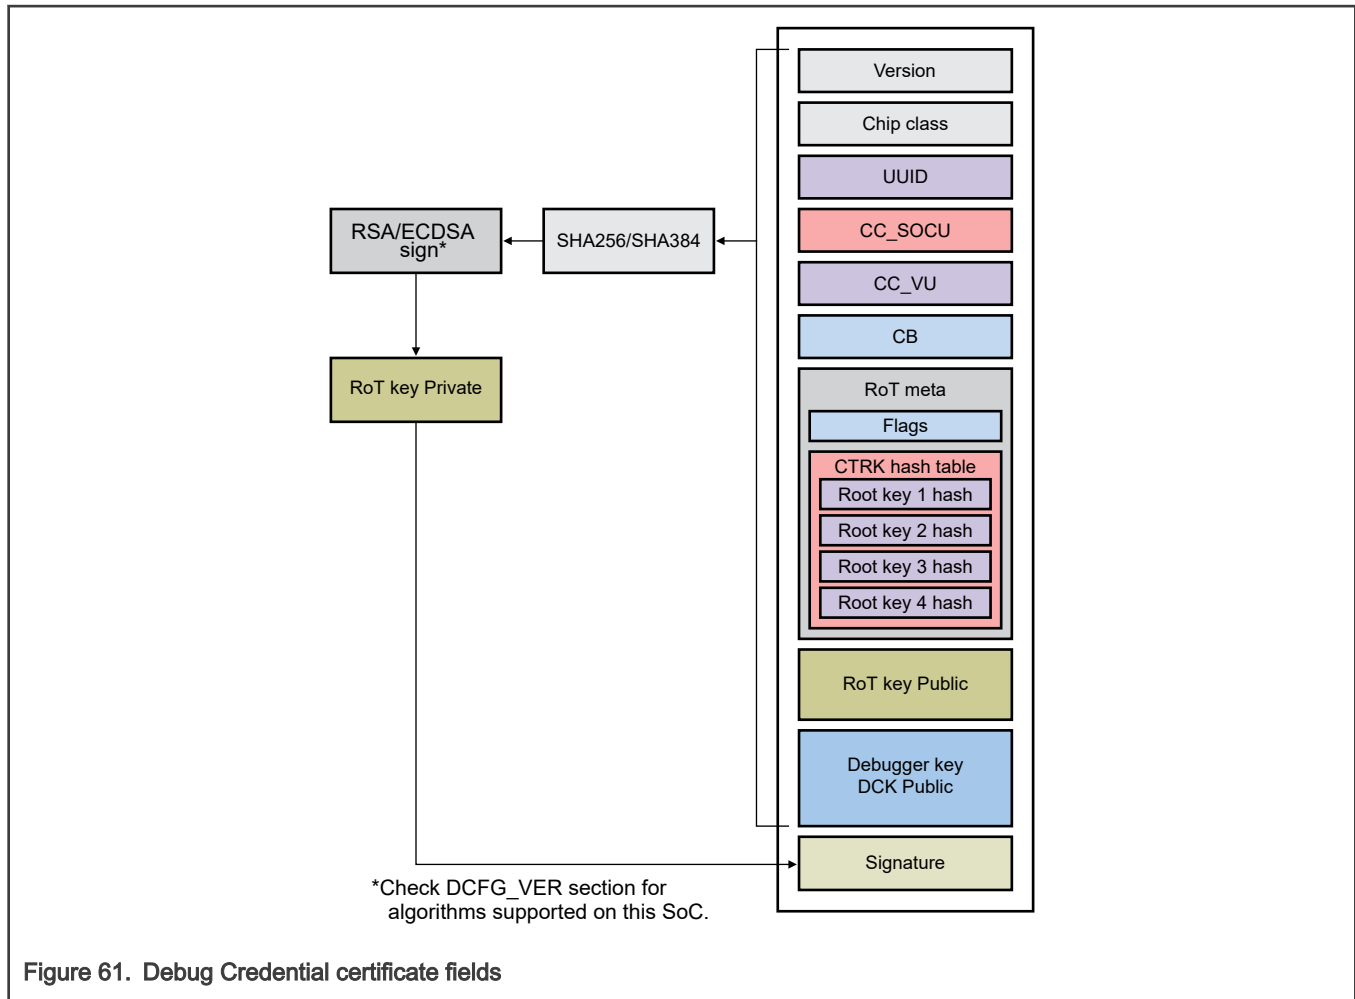 Version
Chip class
UUID
CC_SOCU
CC_VU
CB
RoT meta
Flags
CTRK hash table
Root key 1 hash
Root key 2 hash
Root key 3 hash
Root key 4 hash
RoT key Public
Debugger key
DCK Public
Signature
SHA256/SHA384
RSA/ECDSA
sign*
RoT key Private
*Check DCFG_VER section for
algorithms supported on this SoC.
Figure 61. Debug Credential certificate fields